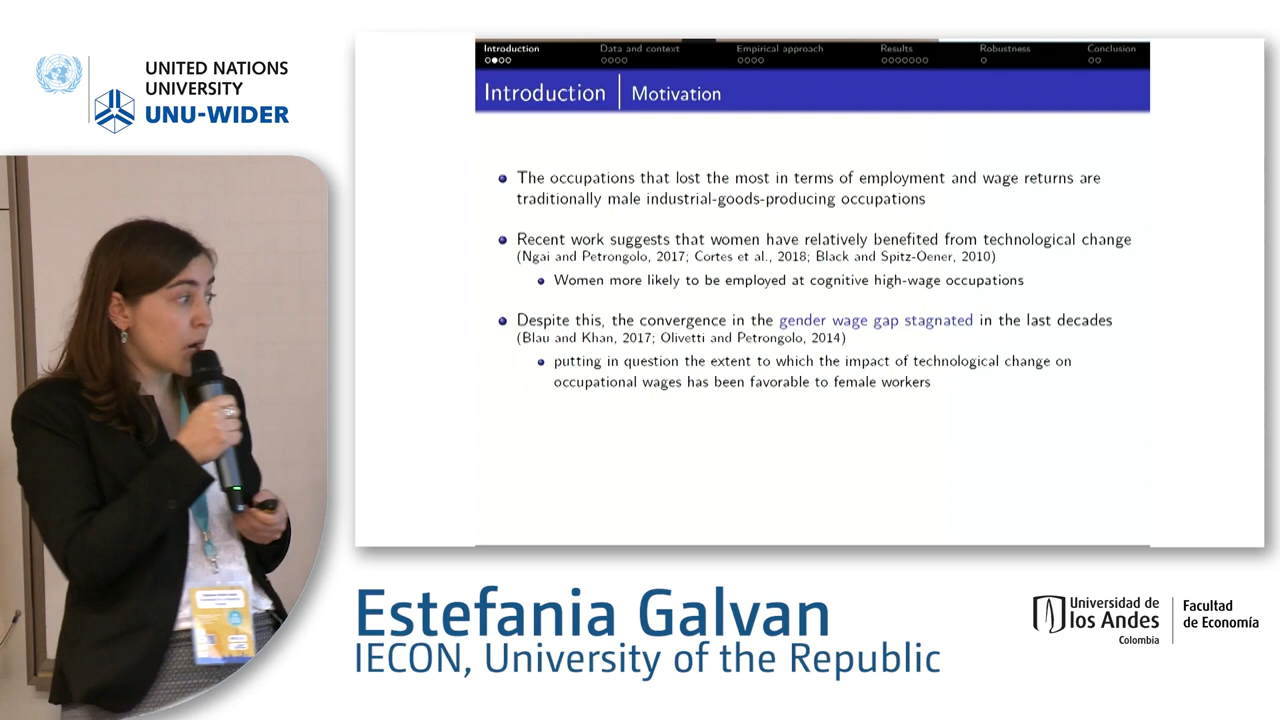 UNITED NATIONS
UNIVERSITY
UNU-WIDER
Introduction
Data and context
Empirical approach
Results
Robustness
Conclusion
Introduction
Motivation
The occupations that lost the most in terms of employment and wage returns are
traditionally male industrial-goods-producing occupations
Recent work suggests that women have relatively benefited from technological change
(Ngai and Petrongolo, 2017; Cortes et al., 2018; Black and Spitz-Oener, 2010)
Women more likely to be employed at cognitive high-wage occupations
Despite this, the convergence in the gender wage gap stagnated in the last decades
(Blau and Khan, 2017; Olivetti and Petrongolo, 2014)
putting in question the extent to which the impact of technological change on
occupational wages has been favorable to female workers
Estefania Galvan
IECON, University of the Republic
Universidad de
los Andes
Colombia
Facultad
de Economía